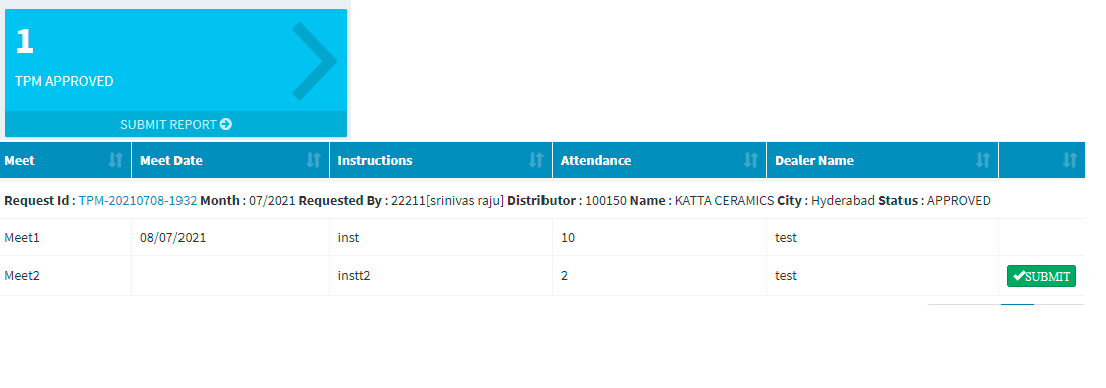 1
TPM APPROVED
SUBMIT REPORT
Meet Meet Date Instructions Attendance Dealer Name
Request Id : TPM-20210708-1932 Month : 07/2021 Requested By : 22211[srinivas raju] Distributor : 100150 Name : KATTA CERAMICS City : Hyderabad Status : APPROVED
Meet1 08/07/2021 inst 10 test
Meet2 instt2 2 test SUBMIT